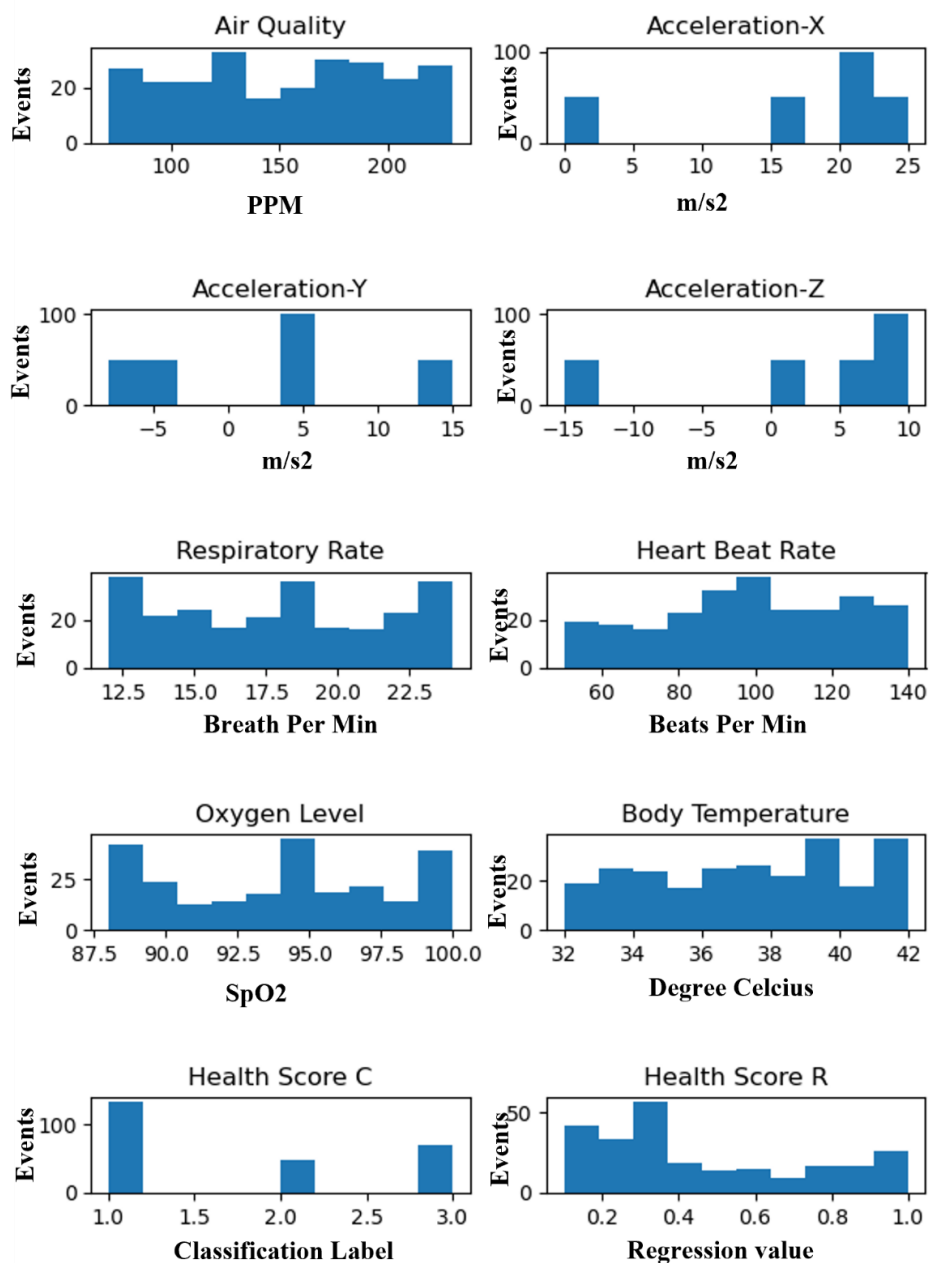 Air Quality
Acceleration-X
Events
20
0
100 150 200
PPM
Events
100
0
0 5 10 15 20 25
m/s2
Acceleration-Y
Acceleration-Z
Events
100
0
−5 0 5 10 15
m/s2
Events
100
0
−15 −10 −5 0 5 10
m/s2
Respiratory Rate
Heart Beat Rate
Events
20
0
12.5 15.0 17.5 20.0 22.5
Breath Per Min
Events
20
0
60 80 100 120 140
Beats Per Min
Oxygen Level
Body Temperature
Events
25
0
87.5 90.0 92.5 95.0 97.5 100.0
SpO2
Events
20
0
32 34 36 38 40 42
Degree Celcius
Health Score C
Health Score R
Events
100
0
1.0 1.5 2.0 2.5 3.0
Classification Label
Events
50
0
0.2 0.4 0.6 0.8 1.0
Regression value